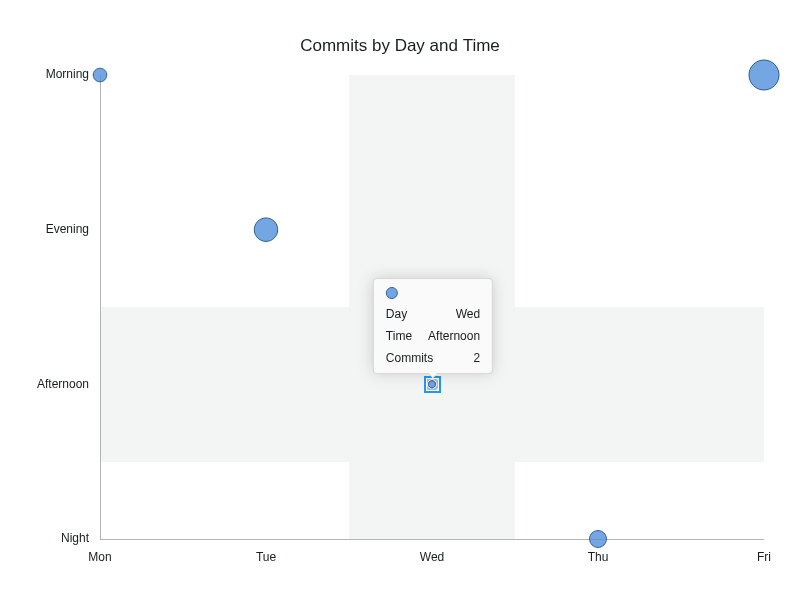 Commits by Day and Time
Morning
Evening
Day Wed
Time Afternoon
Commits 2
Afternoon
Night
Mon Tue Wed Thu Fri